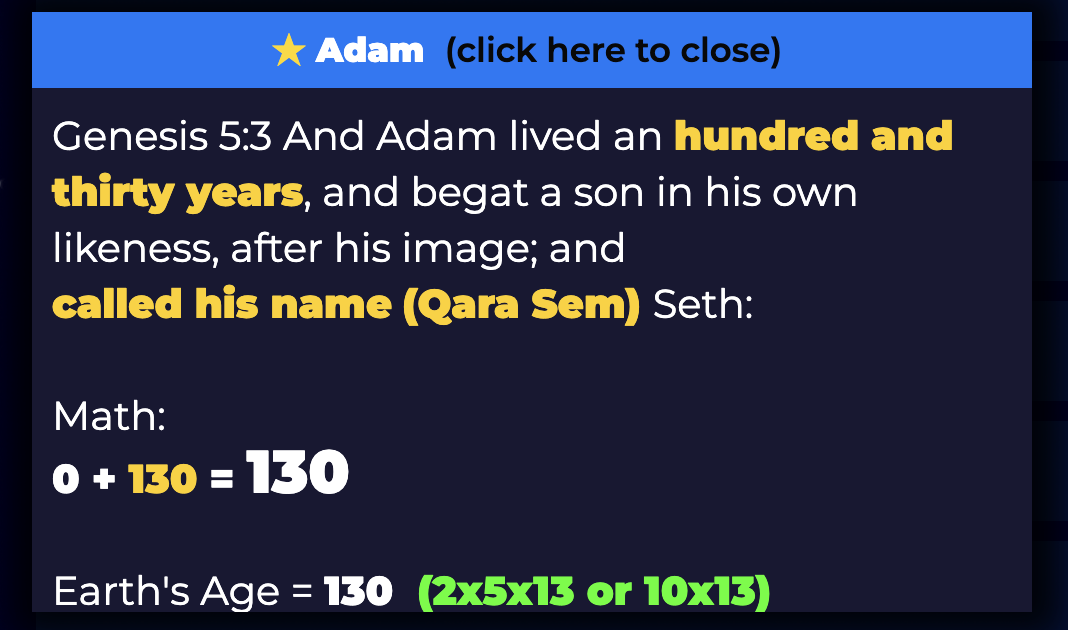 ⭐ Adam (click here to close)
Genesis 5:3 And Adam lived an hundred and
thirty years, and begat a son in his own
likeness, after his image; and
called his name (Qara Sem) Seth:
Math:
0 + 130 = 130
Earth's Age = 130 (2x5x13 or 10x13)